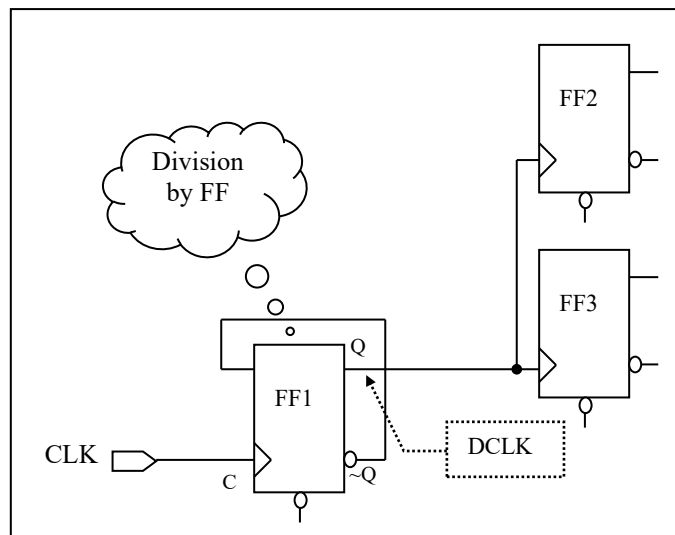 FF2
Division
by FF
FF3
Q
FF1
DCLK
CLK
C
~Q